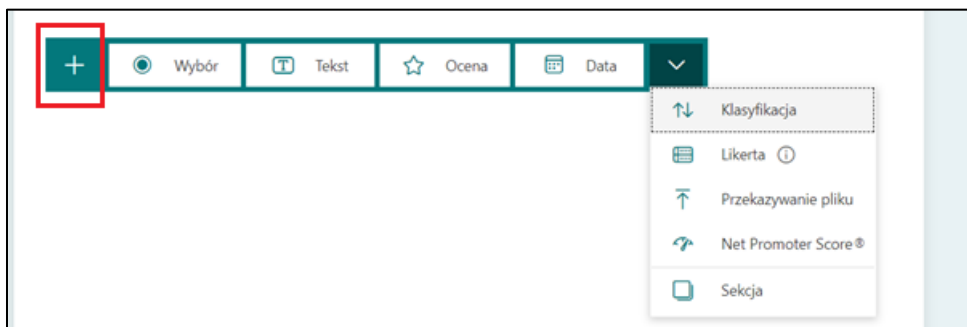 Wybór Tekst Ocena Data
Klasyfikacja
Likerta
Przekazywanie pliku
Net Promoter Score®
Sekcja